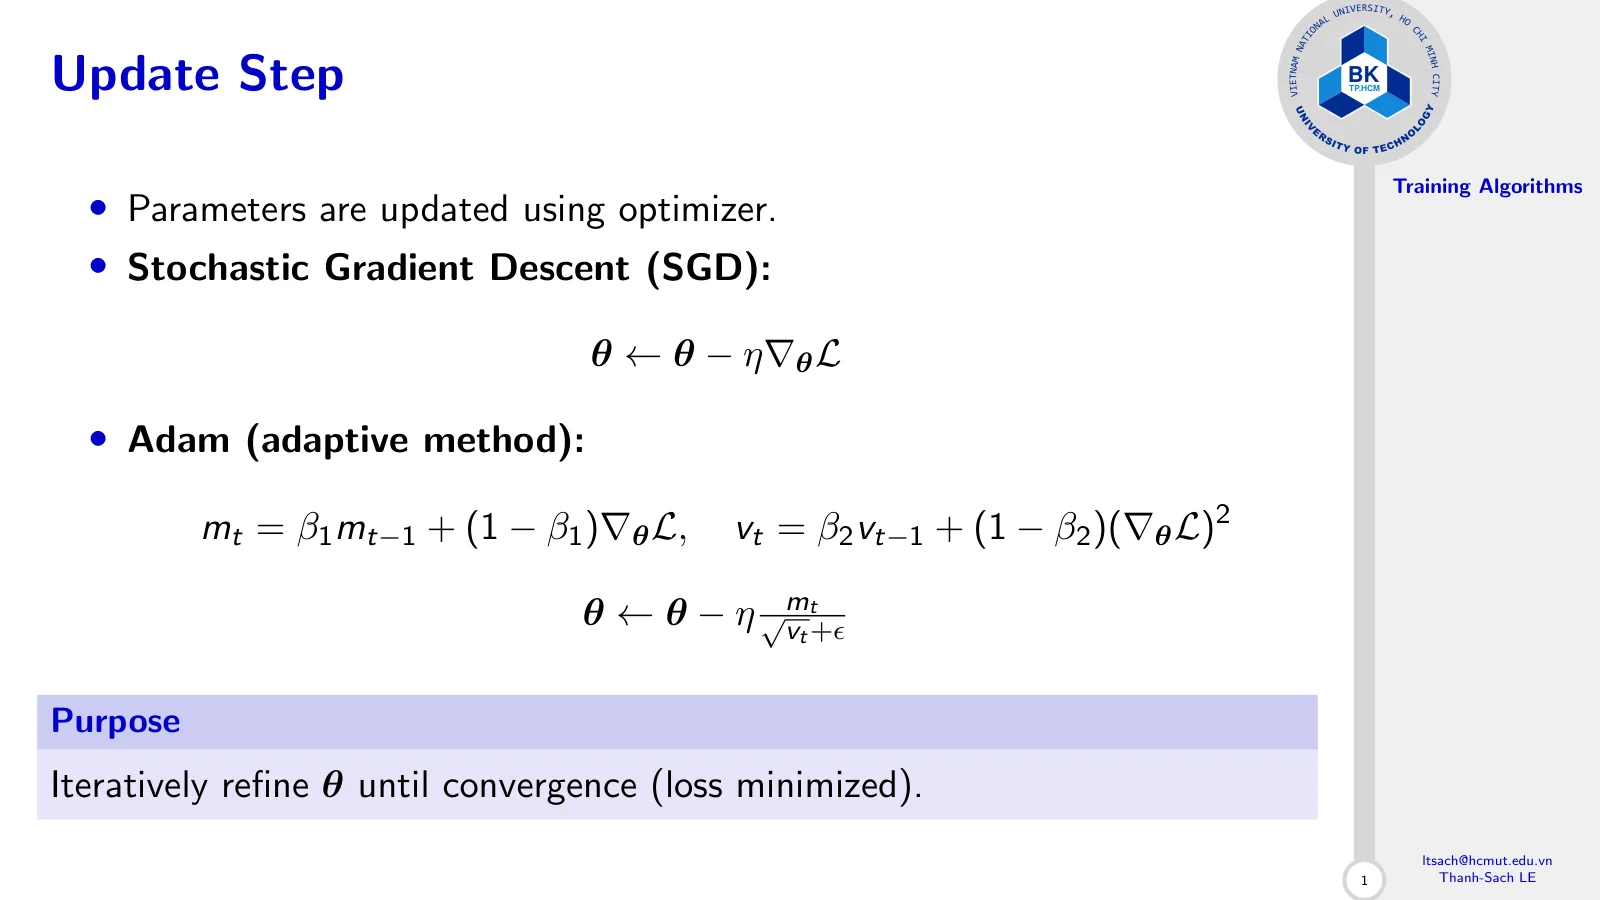 Update Step
• Parameters are updated using optimizer.
• Stochastic Gradient Descent (SGD):
θ ← θ − η∇θℒ
• Adam (adaptive method):
mₜ = β₁mₜ₋₁ + (1 − β₁)∇θℒ, vₜ = β₂vₜ₋₁ + (1 − β₂)(∇θℒ)²
θ ← θ − η mₜ / (√vₜ+ϵ)
Purpose
Iteratively refine θ until convergence (loss minimized).
VIETNAM NATIONAL UNIVERSITY, HO CHI MINH CITY
BK
TP.HCM
UNIVERSITY OF TECHNOLOGY
Training Algorithms
ltsach@hcmut.edu.vn
Thanh-Sach LE
1